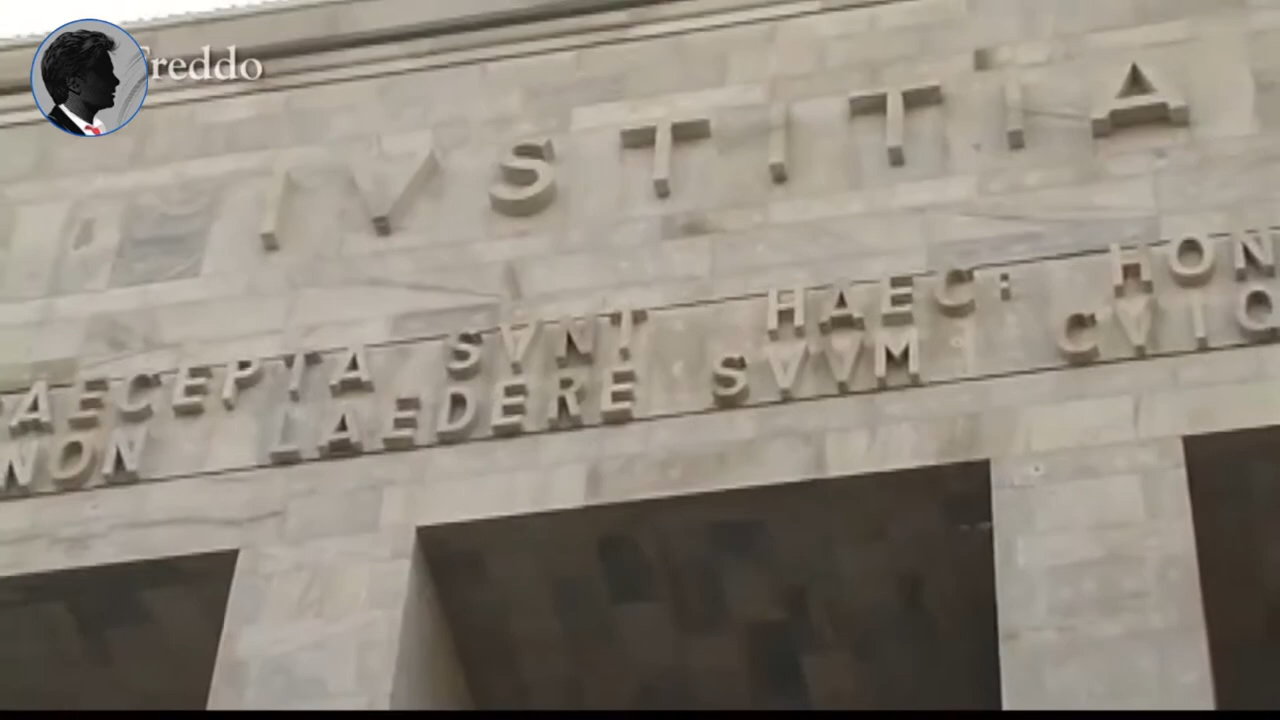 reddo
IVSTITIA
AECEPTA SVNT HAEC: HON
NON LAEDERE SVVM CVIQ